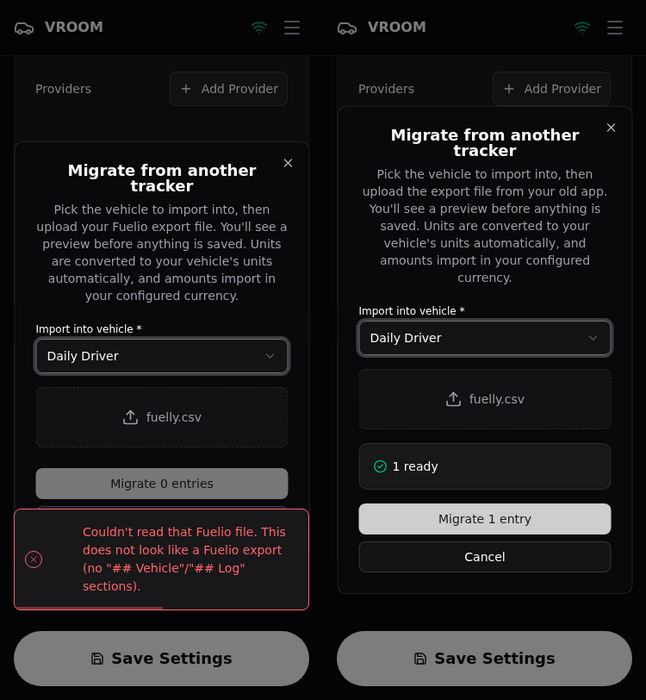 VROOM
Providers
+ Add Provider
Migrate from another
tracker
Pick the vehicle to import into, then
upload your Fuelio export file. You'll see a
preview before anything is saved. Units
are converted to your vehicle's units
automatically, and amounts import in
your configured currency.
Import into vehicle *
Daily Driver
fuelly.csv
Migrate 0 entries
Couldn't read that Fuelio file. This
does not look like a Fuelio export
(no "## Vehicle"/"## Log"
sections).
Save Settings
VROOM
Providers
+ Add Provider
Migrate from another
tracker
Pick the vehicle to import into, then
upload the export file from your old app.
You'll see a preview before anything is
saved. Units are converted to your
vehicle's units automatically, and
amounts import in your configured
currency.
Import into vehicle *
Daily Driver
fuelly.csv
1 ready
Migrate 1 entry
Cancel
Save Settings